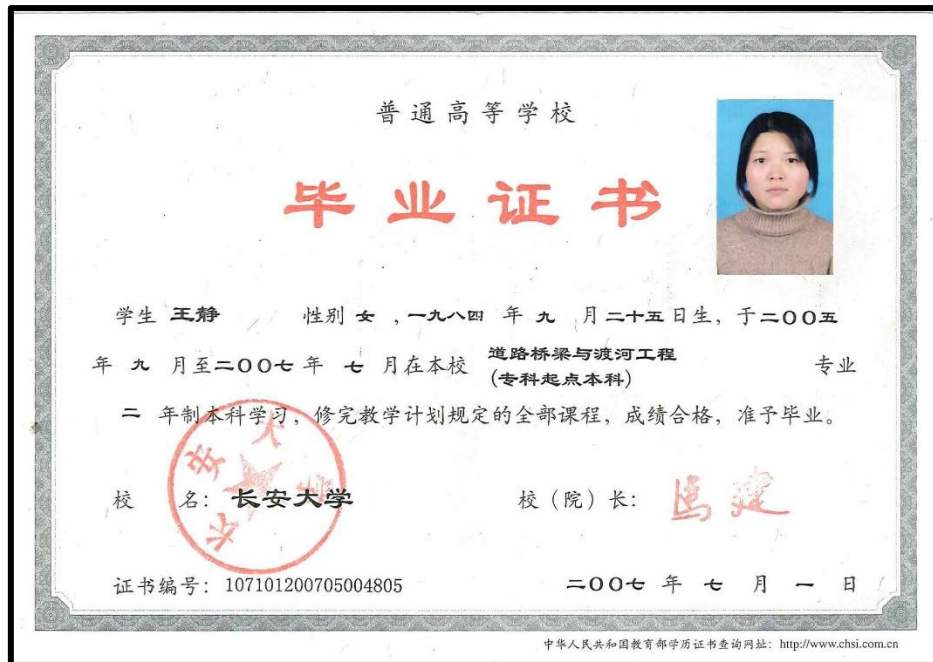 普通高等学校
毕业证书
学生 王静 性别 女 ,一九八四 年 九 月二十五日生，于二OO五
年 九 月至二OO七年 七 月在本校 道路桥梁与渡河工程 专业
(专科起点本科)
二 年制本科学习，修完教学计划规定的全部课程，成绩合格，准予毕业。
长安大学
校 名：长安大学 校（院）长：马建
证书编号：107101200705004805 二OO七 年 七 月 一 日
中华人民共和国教育部学历证书查询网址：http://www.chsi.com.cn